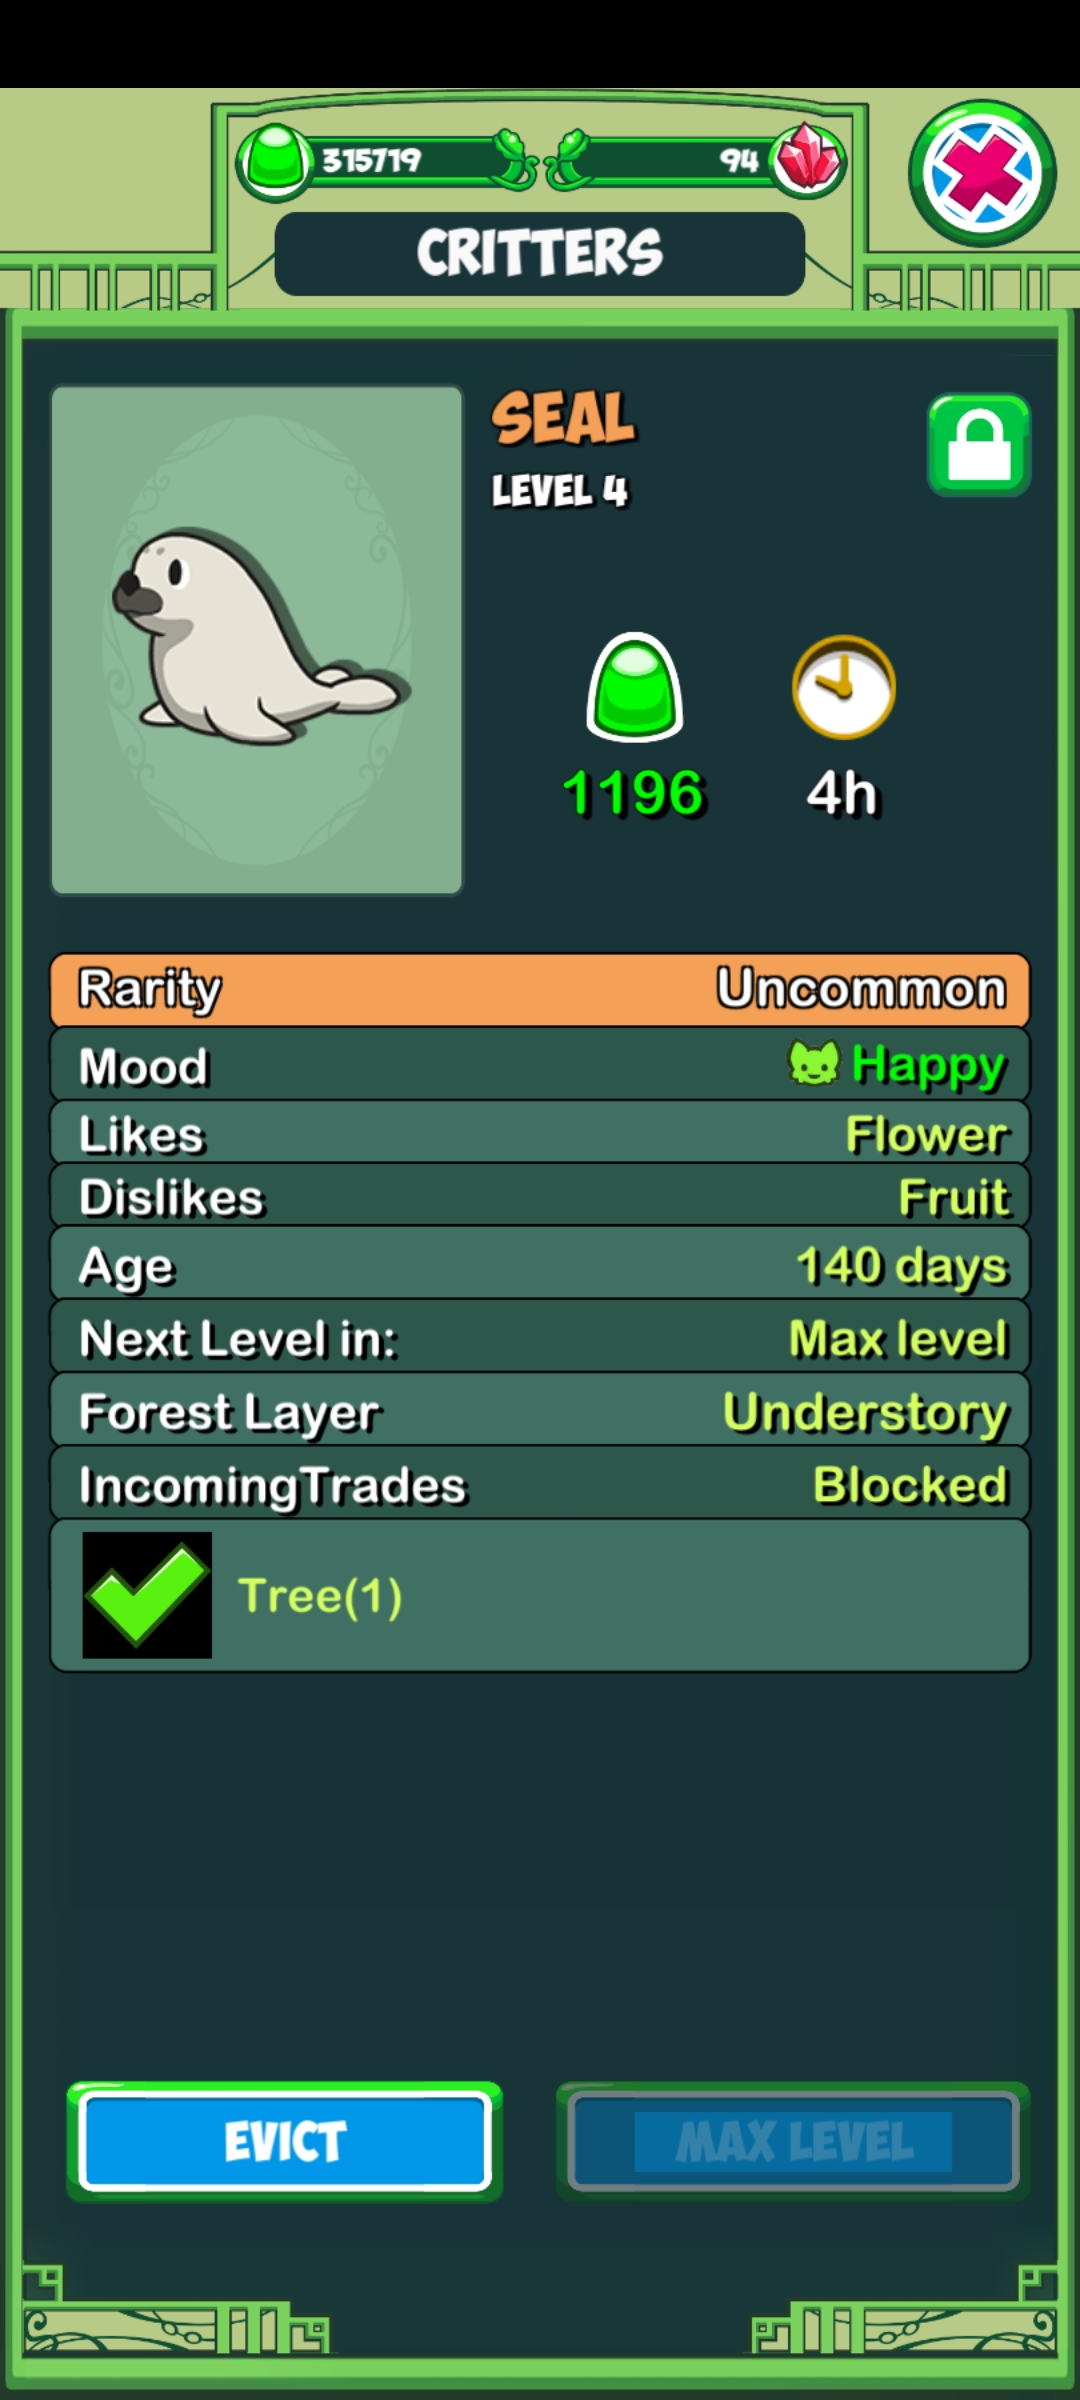 315719
94
CRITTERS
SEAL
LEVEL 4
1196
4h
Rarity Uncommon
Mood Happy
Likes Flower
Dislikes Fruit
Age 140 days
Next Level in: Max level
Forest Layer Understory
IncomingTrades Blocked
Tree(1)
EVICT
MAX LEVEL